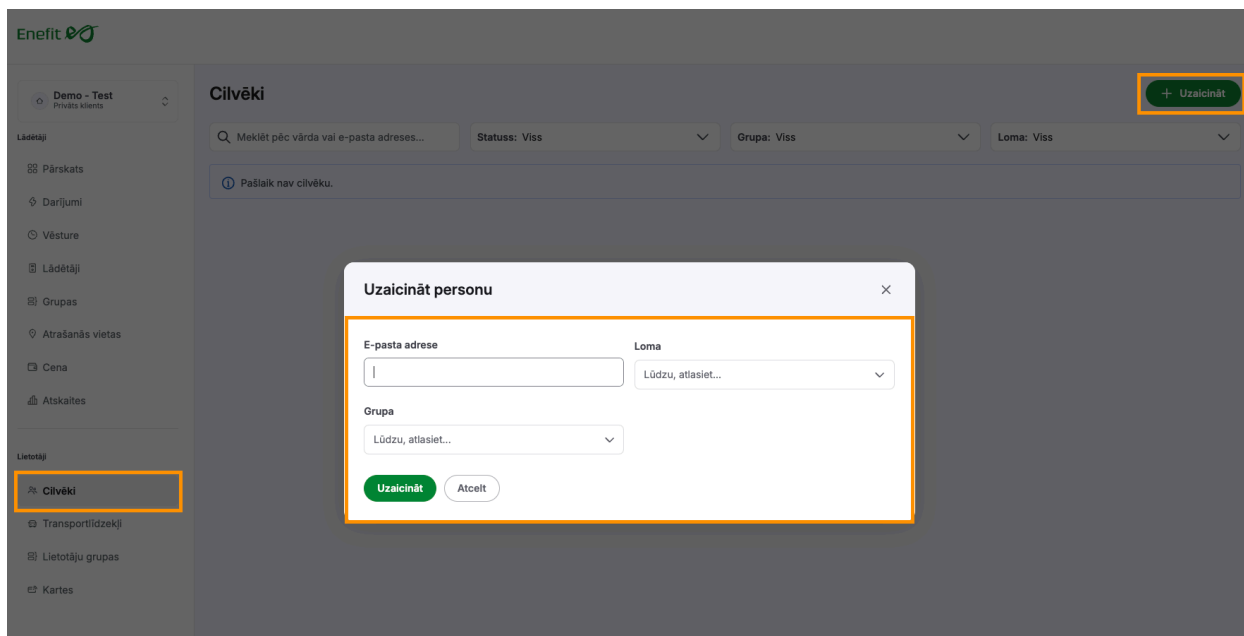 Enefit
Demo - Test
Privāts klients
Lādētāji
Pārskats
Darījumi
Vēsture
Lādētāji
Grupas
Atrašanās vietas
Cena
Atskaites
Lietotāji
Cilvēki
Transportlīdzekļi
Lietotāju grupas
Kartes
Cilvēki
+ Uzaicināt
Meklēt pēc vārda vai e-pasta adreses...
Statuss: Viss
Grupa: Viss
Loma: Viss
Pašlaik nav cilvēku.
Uzaicināt personu
E-pasta adrese
Loma
Lūdzu, atlasiet...
Grupa
Lūdzu, atlasiet...
Uzaicināt
Atcelt